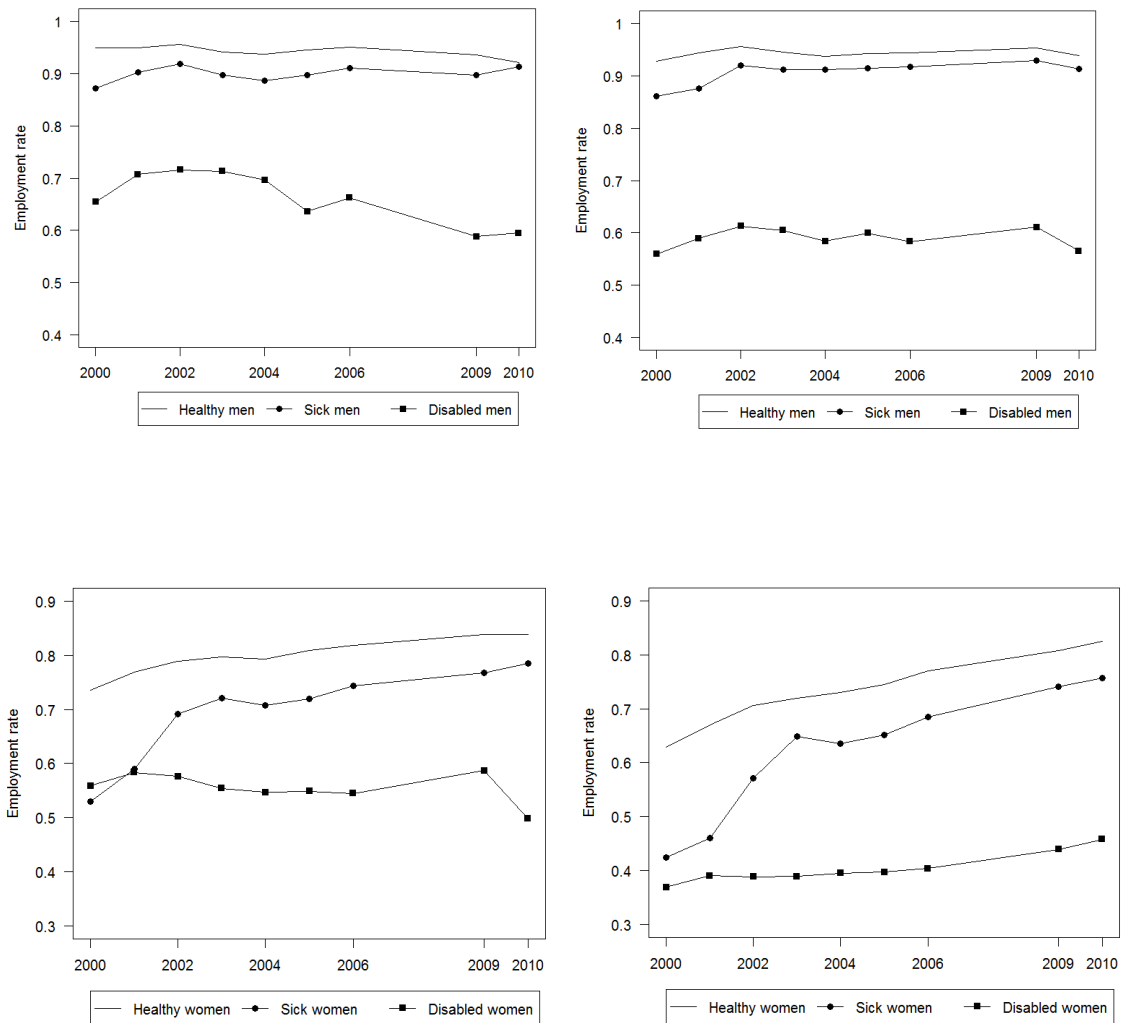 1
0.9
0.8
0.7
0.6
0.5
0.4
Employment rate
2000 2002 2004 2006 2009 2010
Healthy men Sick men Disabled men
1
0.9
0.8
0.7
0.6
0.5
0.4
Employment rate
2000 2002 2004 2006 2009 2010
Healthy men Sick men Disabled men
0.9
0.8
0.7
0.6
0.5
0.4
0.3
Employment rate
2000 2002 2004 2006 2009 2010
Healthy women Sick women Disabled women
0.9
0.8
0.7
0.6
0.5
0.4
0.3
Employment rate
2000 2002 2004 2006 2009 2010
Healthy women Sick women Disabled women